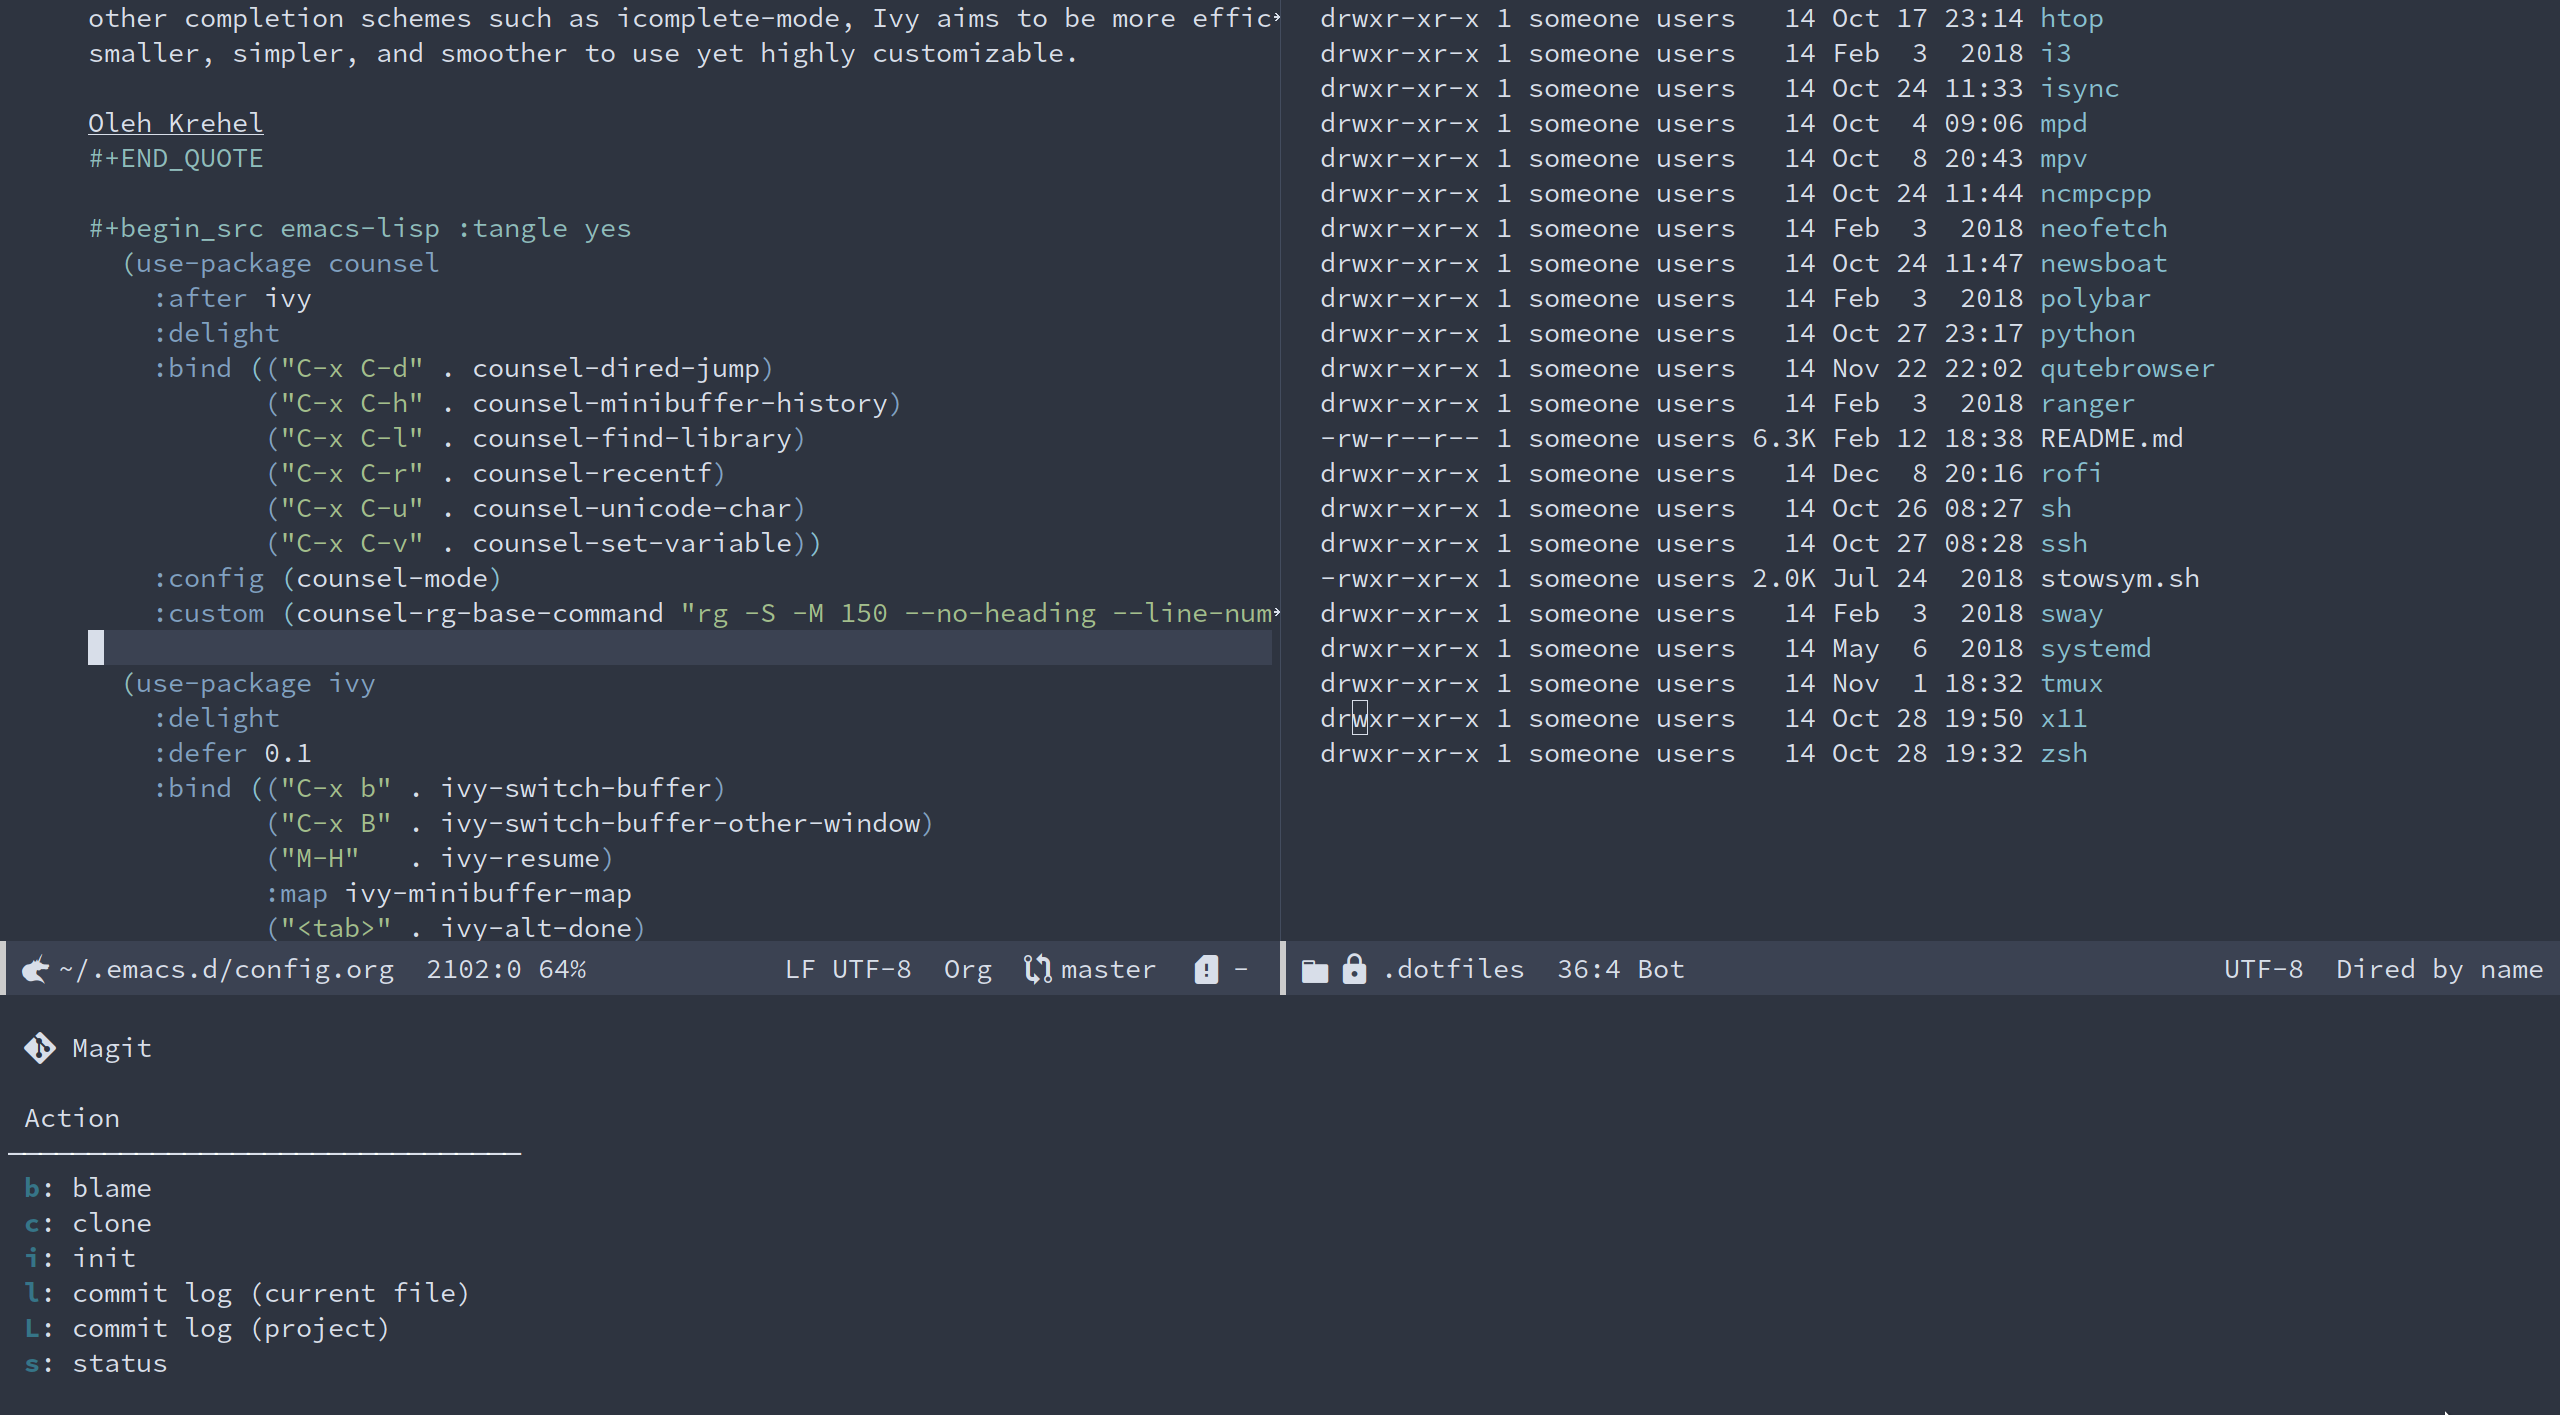 other completion schemes such as icomplete-mode, Ivy aims to be more effic
smaller, simpler, and smoother to use yet highly customizable.
Oleh Krehel
#+END_QUOTE
#+begin_src emacs-lisp :tangle yes
(use-package counsel
:after ivy
:delight
:bind (("C-x C-d" . counsel-dired-jump)
("C-x C-h" . counsel-minibuffer-history)
("C-x C-l" . counsel-find-library)
("C-x C-r" . counsel-recentf)
("C-x C-u" . counsel-unicode-char)
("C-x C-v" . counsel-set-variable))
:config (counsel-mode)
:custom (counsel-rg-base-command "rg -S -M 150 --no-heading --line-num
(use-package ivy
:delight
:defer 0.1
:bind (("C-x b" . ivy-switch-buffer)
("C-x B" . ivy-switch-buffer-other-window)
("M-H"   . ivy-resume)
:map ivy-minibuffer-map
("<tab>" . ivy-alt-done)
~/.emacs.d/config.org  2102:0 64%  LF UTF-8  Org  master  -
drwxr-xr-x 1 someone users   14 Oct 17 23:14 htop
drwxr-xr-x 1 someone users   14 Feb  3  2018 i3
drwxr-xr-x 1 someone users   14 Oct 24 11:33 isync
drwxr-xr-x 1 someone users   14 Oct  4 09:06 mpd
drwxr-xr-x 1 someone users   14 Oct  8 20:43 mpv
drwxr-xr-x 1 someone users   14 Oct 24 11:44 ncmpcpp
drwxr-xr-x 1 someone users   14 Feb  3  2018 neofetch
drwxr-xr-x 1 someone users   14 Oct 24 11:47 newsboat
drwxr-xr-x 1 someone users   14 Feb  3  2018 polybar
drwxr-xr-x 1 someone users   14 Oct 27 23:17 python
drwxr-xr-x 1 someone users   14 Nov 22 22:02 qutebrowser
drwxr-xr-x 1 someone users   14 Feb  3  2018 ranger
-rw-r--r-- 1 someone users 6.3K Feb 12 18:38 README.md
drwxr-xr-x 1 someone users   14 Dec  8 20:16 rofi
drwxr-xr-x 1 someone users   14 Oct 26 08:27 sh
drwxr-xr-x 1 someone users   14 Oct 27 08:28 ssh
-rwxr-xr-x 1 someone users 2.0K Jul 24  2018 stowsym.sh
drwxr-xr-x 1 someone users   14 Feb  3  2018 sway
drwxr-xr-x 1 someone users   14 May  6  2018 systemd
drwxr-xr-x 1 someone users   14 Nov  1 18:32 tmux
drwxr-xr-x 1 someone users   14 Oct 28 19:50 x11
drwxr-xr-x 1 someone users   14 Oct 28 19:32 zsh
.dotfiles  36:4 Bot  UTF-8  Dired by name
Magit
Action
b: blame
c: clone
i: init
l: commit log (current file)
L: commit log (project)
s: status